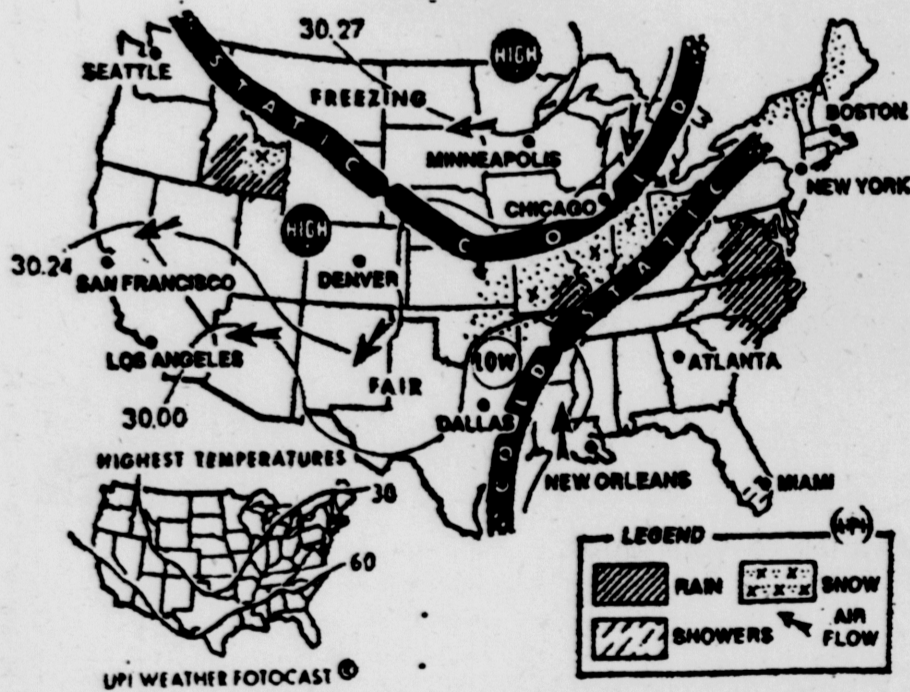 30.27
HIGH
SEATTLE
STATIC
FREEZING
COLD
BOSTON
MINNEAPOLIS
NEW YORK
CHICAGO
STATIC
HIGH
30.24
SAN FRANCISCO
DENVER
LOS ANGELES
LOW
ATLANTA
FAIR
30.00
DALLAS
COLD
HIGHEST TEMPERATURES
NEW ORLEANS
MIAMI
30
60
LEGEND
RAIN
SNOW
SHOWERS
AIR
FLOW
UPI WEATHER FOTOCAST ®